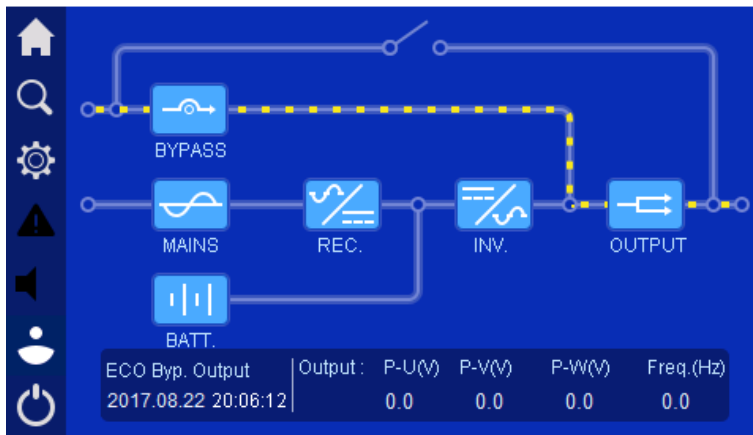 BYPASS
MAINS REC. INV. OUTPUT
BATT.
ECO Byp. Output Output : P-U(V) P-V(V) P-W(V) Freq.(Hz)
2017.08.22 20:06:12 0.0 0.0 0.0 0.0